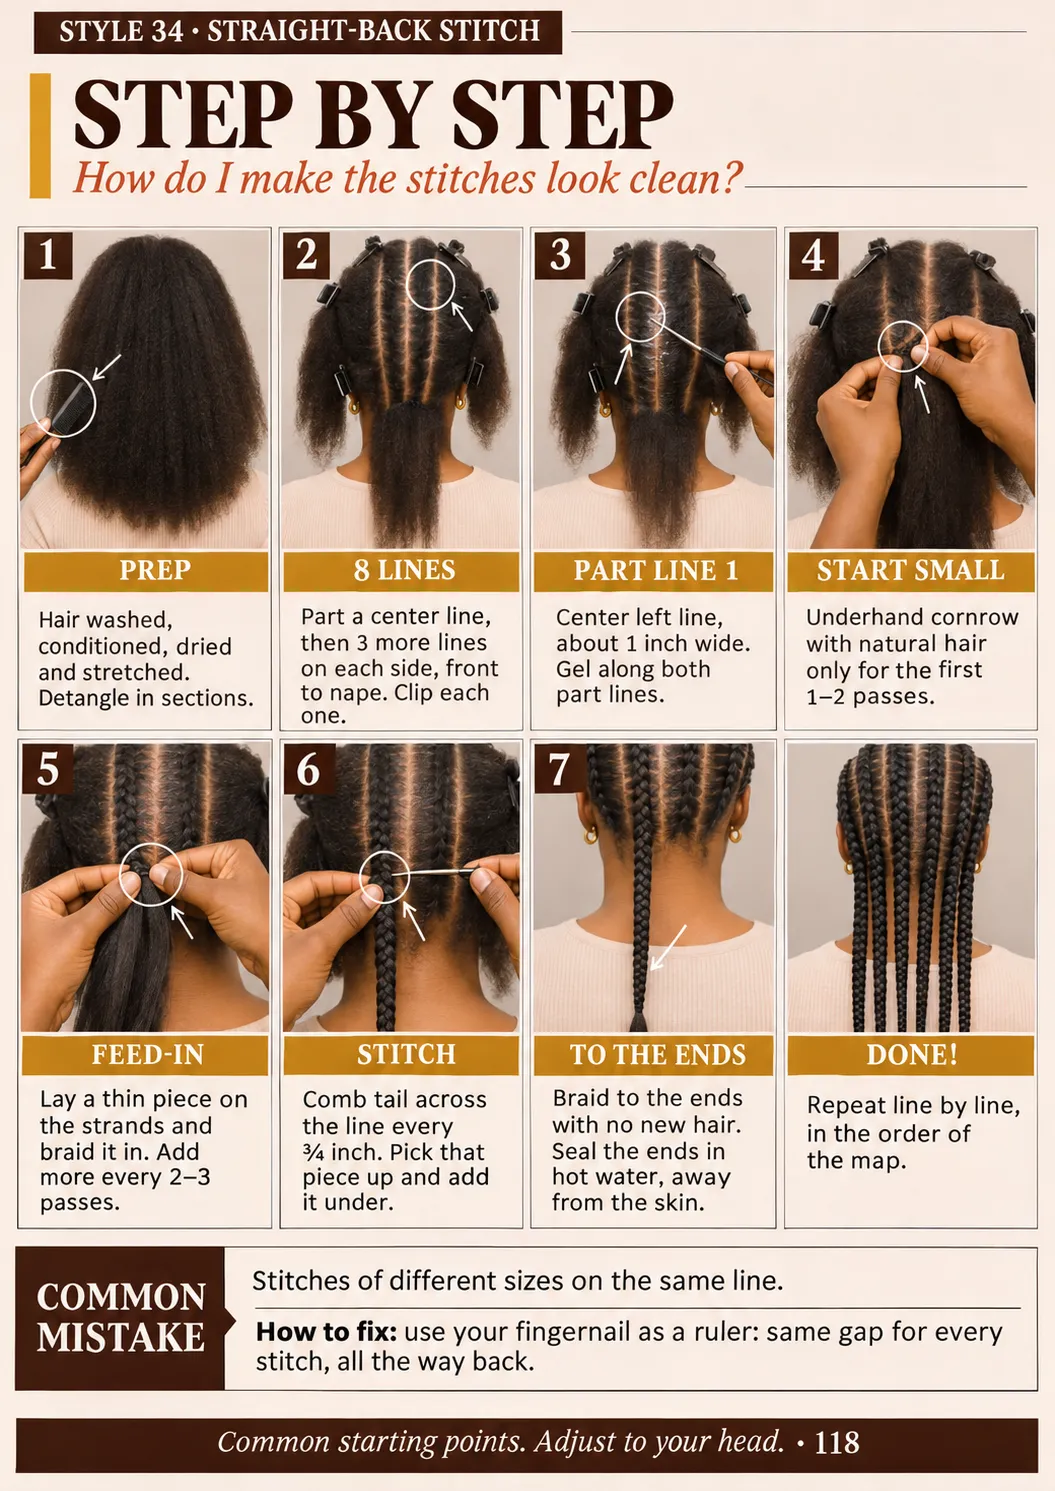 STYLE 34 · STRAIGHT-BACK STITCH
STEP BY STEP
How do I make the stitches look clean?
1
PREP
Hair washed,
conditioned, dried
and stretched.
Detangle in sections.
2
8 LINES
Part a center line,
then 3 more lines
on each side, front
to nape. Clip each
one.
3
PART LINE 1
Center left line,
about 1 inch wide.
Gel along both
part lines.
4
START SMALL
Underhand cornrow
with natural hair
only for the first
1–2 passes.
5
FEED-IN
Lay a thin piece on
the strands and
braid it in. Add
more every 2–3
passes.
6
STITCH
Comb tail across
the line every
¾ inch. Pick that
piece up and add
it under.
7
TO THE ENDS
Braid to the ends
with no new hair.
Seal the ends in
hot water, away
from the skin.
DONE!
Repeat line by line,
in the order of
the map.
COMMON
MISTAKE
Stitches of different sizes on the same line.
How to fix: use your fingernail as a ruler: same gap for every
stitch, all the way back.
Common starting points. Adjust to your head. · 118